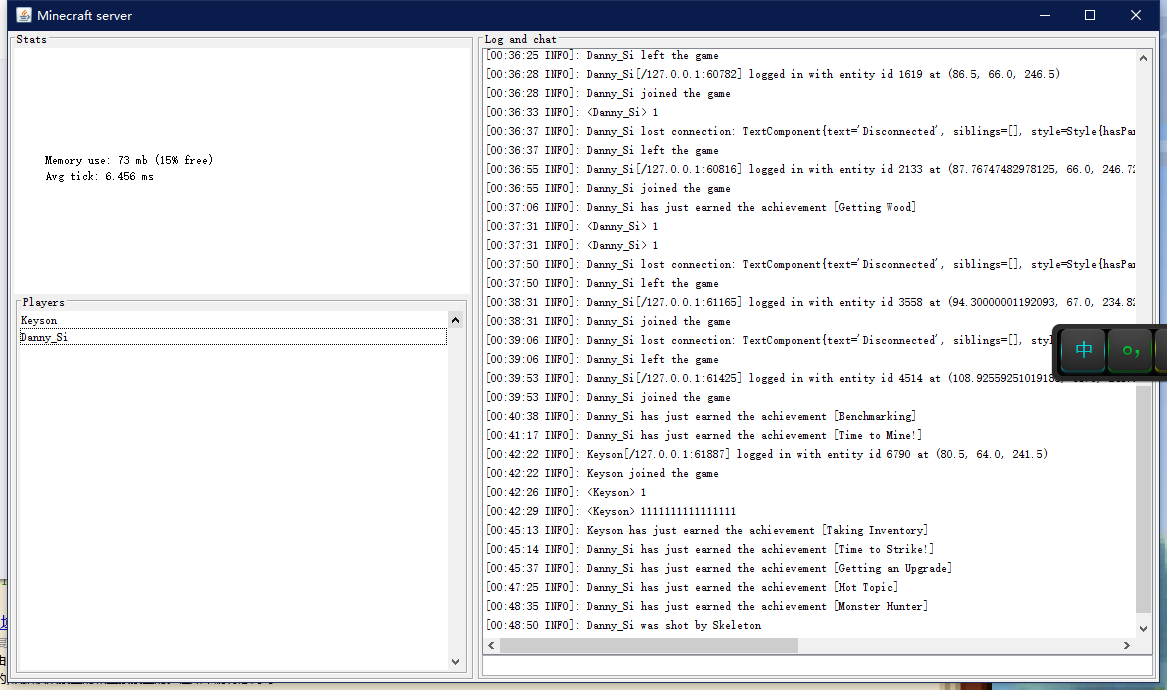 Minecraft server
Stats
Memory use: 73 mb (15% free)
Avg tick: 6.456 ms
Players
Keyson
Danny_Si
Log and chat
[00:36:25 INFO]: Danny_Si left the game
[00:36:28 INFO]: Danny_Si[/127.0.0.1:60782] logged in with entity id 1619 at (86.5, 66.0, 246.5)
[00:36:28 INFO]: Danny_Si joined the game
[00:36:33 INFO]: <Danny_Si> 1
[00:36:37 INFO]: Danny_Si lost connection: TextComponent{text='Disconnected', siblings=[], style=Style{hasPar
[00:36:37 INFO]: Danny_Si left the game
[00:36:55 INFO]: Danny_Si[/127.0.0.1:60816] logged in with entity id 2133 at (87.76747482978125, 66.0, 246.72
[00:36:55 INFO]: Danny_Si joined the game
[00:37:06 INFO]: Danny_Si has just earned the achievement [Getting Wood]
[00:37:31 INFO]: <Danny_Si> 1
[00:37:31 INFO]: <Danny_Si> 1
[00:37:50 INFO]: Danny_Si lost connection: TextComponent{text='Disconnected', siblings=[], style=Style{hasPar
[00:37:50 INFO]: Danny_Si left the game
[00:38:31 INFO]: Danny_Si[/127.0.0.1:61165] logged in with entity id 3558 at (94.30000001192093, 67.0, 234.82
[00:38:31 INFO]: Danny_Si joined the game
[00:39:06 INFO]: Danny_Si lost connection: TextComponent{text='Disconnected', siblings=[], sty
[00:39:06 INFO]: Danny_Si left the game
[00:39:53 INFO]: Danny_Si[/127.0.0.1:61425] logged in with entity id 4514 at (108.9255925101918
[00:39:53 INFO]: Danny_Si joined the game
[00:40:38 INFO]: Danny_Si has just earned the achievement [Benchmarking]
[00:41:17 INFO]: Danny_Si has just earned the achievement [Time to Mine!]
[00:42:22 INFO]: Keyson[/127.0.0.1:61887] logged in with entity id 6790 at (80.5, 64.0, 241.5)
[00:42:22 INFO]: Keyson joined the game
[00:42:26 INFO]: <Keyson> 1
[00:42:29 INFO]: <Keyson> 1111111111111111
[00:45:13 INFO]: Keyson has just earned the achievement [Taking Inventory]
[00:45:14 INFO]: Danny_Si has just earned the achievement [Time to Strike!]
[00:45:37 INFO]: Danny_Si has just earned the achievement [Getting an Upgrade]
[00:47:25 INFO]: Danny_Si has just earned the achievement [Hot Topic]
[00:48:35 INFO]: Danny_Si has just earned the achievement [Monster Hunter]
[00:48:50 INFO]: Danny_Si was shot by Skeleton
中